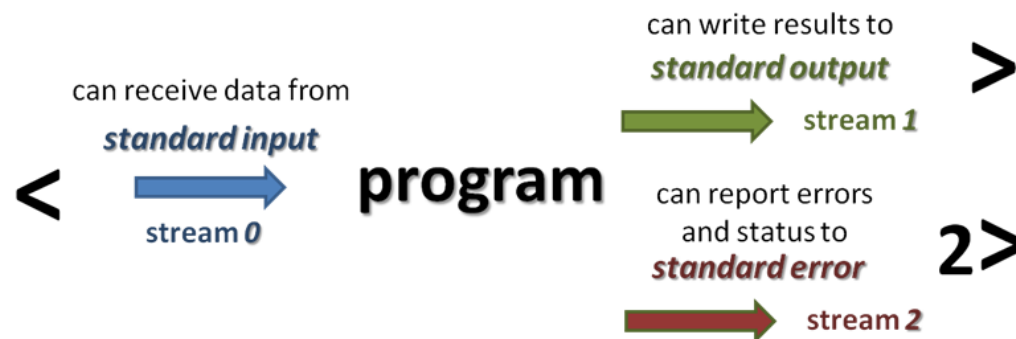 can receive data from
standard input
<
stream 0
program
can write results to
standard output
stream 1
>
can report errors
and status to
standard error
stream 2
2>